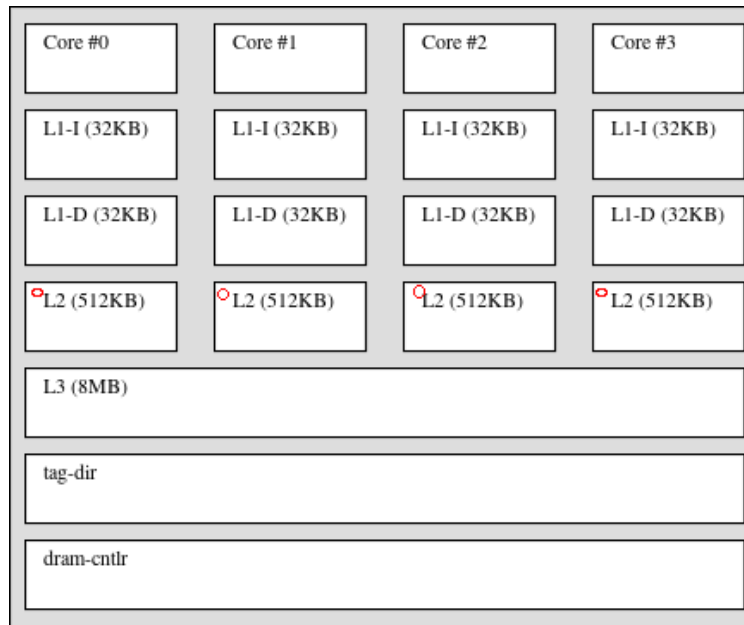 Core #0 Core #1 Core #2 Core #3
L1-I (32KB) L1-I (32KB) L1-I (32KB) L1-I (32KB)
L1-D (32KB) L1-D (32KB) L1-D (32KB) L1-D (32KB)
L2 (512KB) L2 (512KB) L2 (512KB) L2 (512KB)
L3 (8MB)
tag-dir
dram-cntlr